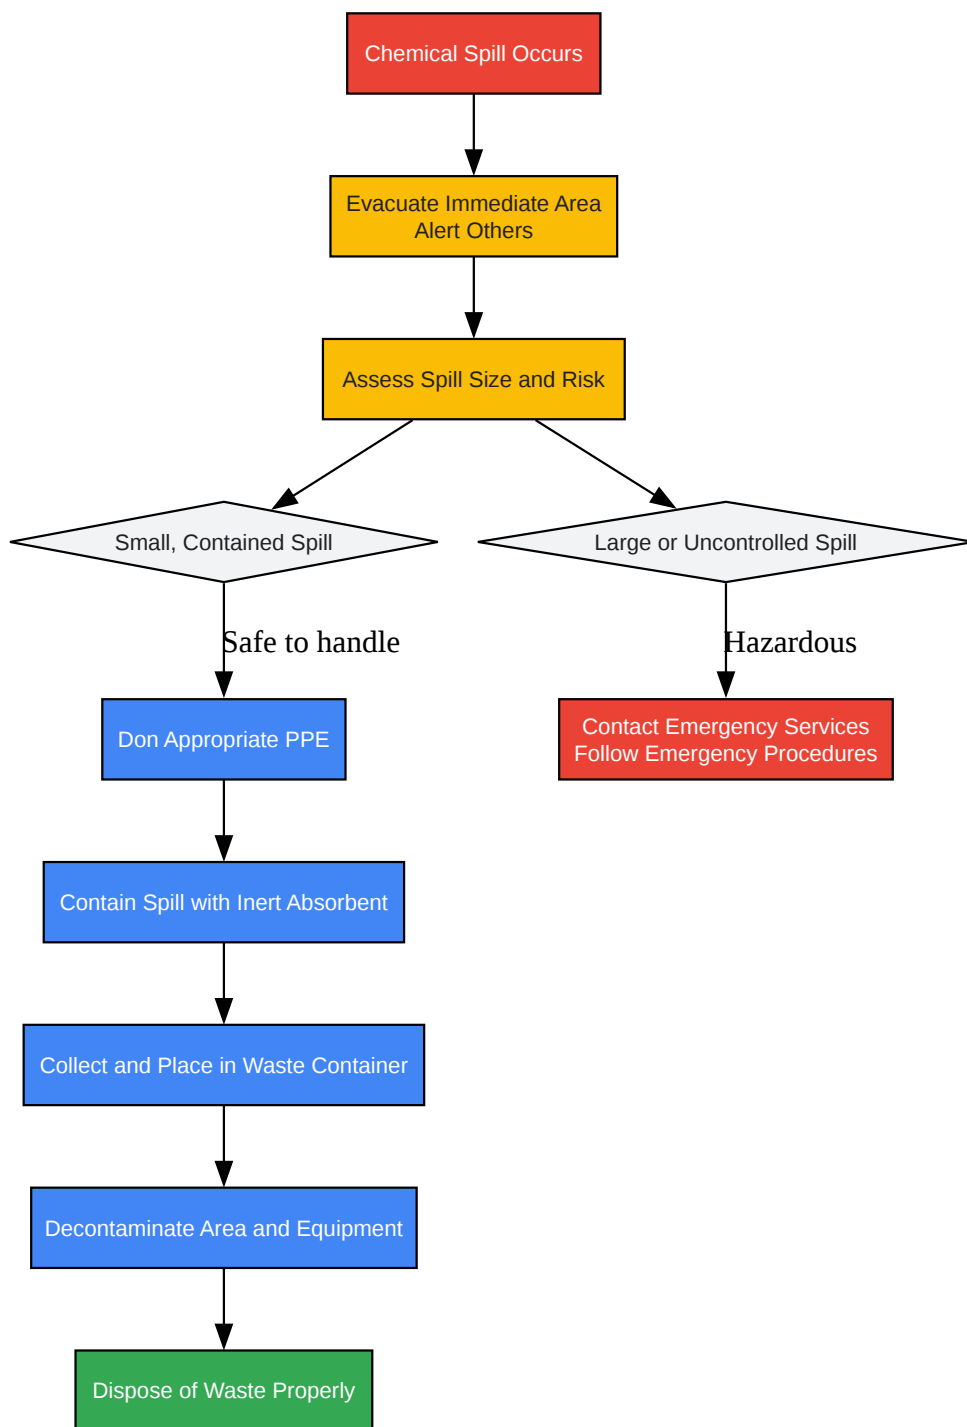 Chemical Spill Occurs
Evacuate Immediate Area
Alert Others
Assess Spill Size and Risk
Small, Contained Spill
Large or Uncontrolled Spill
Safe to handle
Hazardous
Don Appropriate PPE
Contact Emergency Services
Follow Emergency Procedures
Contain Spill with Inert Absorbent
Collect and Place in Waste Container
Decontaminate Area and Equipment
Dispose of Waste Properly